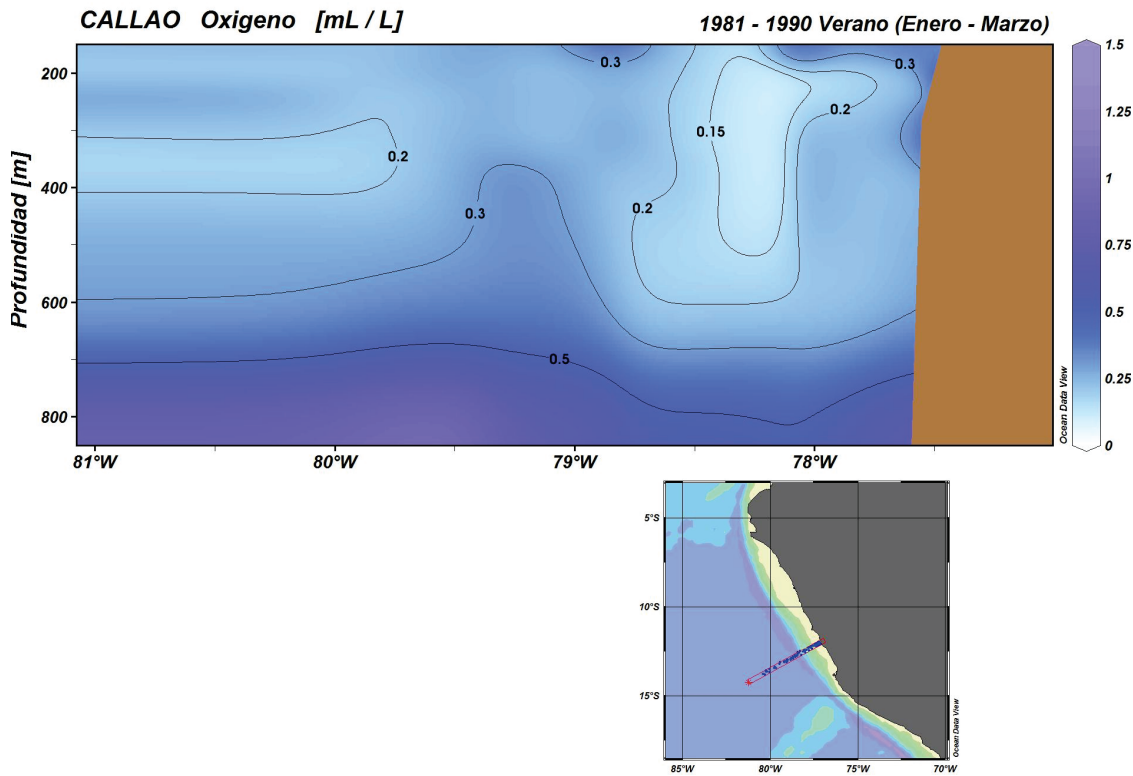 CALLAO Oxigeno [mL / L]
1981 - 1990 Verano (Enero - Marzo)
Profundidad [m]
200
400
600
800
81°W
80°W
79°W
78°W
0.3
0.3
0.2
0.15
0.2
0.3
0.2
0.5
1.5
1.25
1
0.75
0.5
0.25
0
Ocean Data View
5°S
10°S
15°S
85°W
80°W
75°W
70°W
Ocean Data View